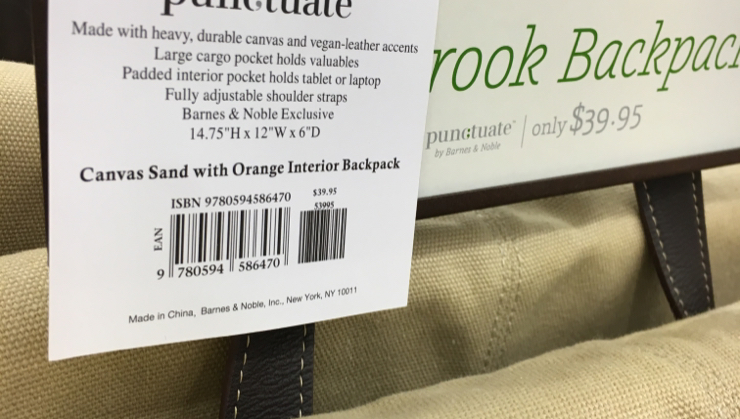 punctuate
Made with heavy, durable canvas and vegan-leather accents
Large cargo pocket holds valuables
Padded interior pocket holds tablet or laptop
Fully adjustable shoulder straps
Barnes & Noble Exclusive
14.75"H x 12"W x 6"D
Canvas Sand with Orange Interior Backpack
ISBN 9780594586470
$39.95
53995
EAN
9 780594 586470
Made in China, Barnes & Noble, Inc., New York, NY 10011
rook Backpac
punctuate | only $39.95
by Barnes & Noble